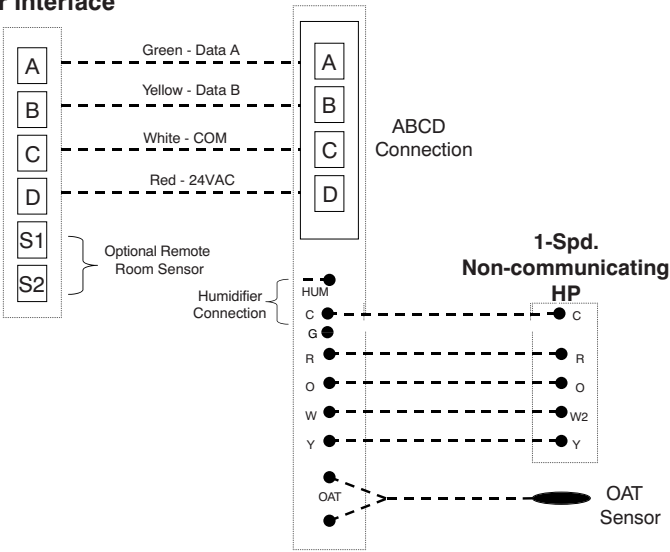 r Interface
A
B
C
D
S1
S2
Green - Data A
Yellow - Data B
White - COM
Red - 24VAC
Optional Remote
Room Sensor
A
B
C
D
ABCD
Connection
Humidifier
Connection
HUM
C
G
R
O
W
Y
OAT
1-Spd.
Non-communicating
HP
C
R
O
W2
Y
OAT
Sensor